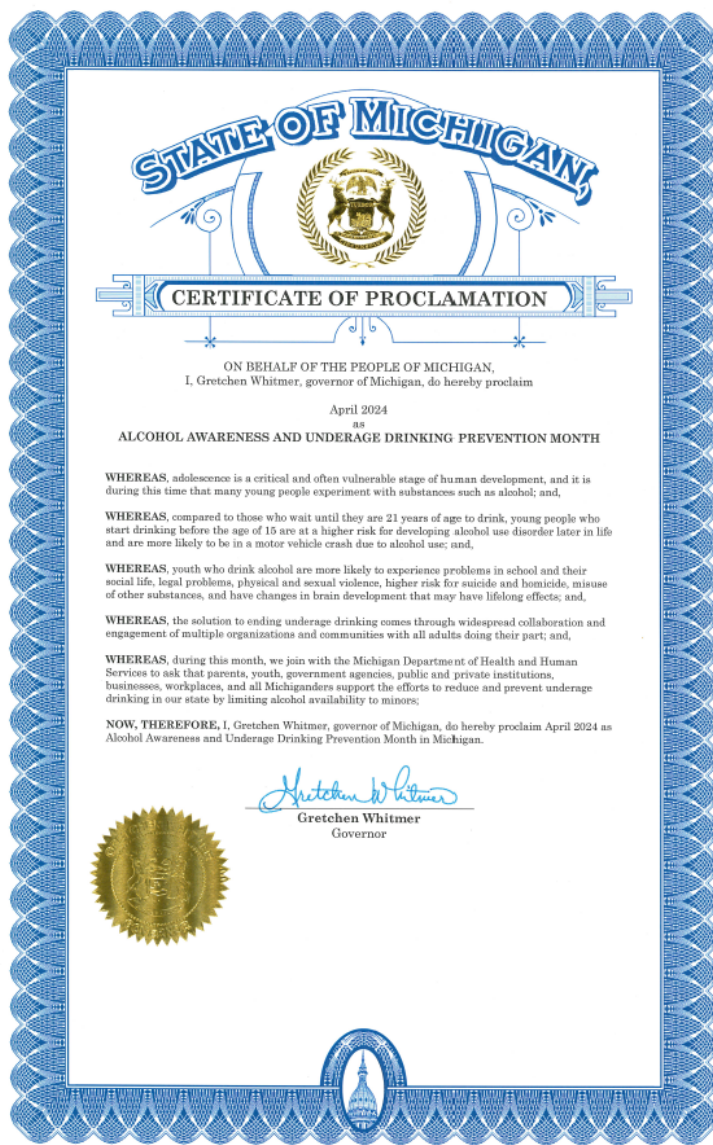 STATE OF MICHIGAN,
CERTIFICATE OF PROCLAMATION
ON BEHALF OF THE PEOPLE OF MICHIGAN,
I, Gretchen Whitmer, governor of Michigan, do hereby proclaim
April 2024
as
ALCOHOL AWARENESS AND UNDERAGE DRINKING PREVENTION MONTH
WHEREAS, adolescence is a critical and often vulnerable stage of human development, and it is
during this time that many young people experiment with substances such as alcohol; and,
WHEREAS, compared to those who wait until they are 21 years of age to drink, young people who
start drinking before the age of 15 are at a higher risk for developing alcohol use disorder later in life
and are more likely to be in a motor vehicle crash due to alcohol use; and,
WHEREAS, youth who drink alcohol are more likely to experience problems in school and their
social life, legal problems, physical and sexual violence, higher risk for suicide and homicide, misuse
of other substances, and have changes in brain development that may have lifelong effects; and,
WHEREAS, the solution to ending underage drinking comes through widespread collaboration and
engagement of multiple organizations and communities with all adults doing their part; and,
WHEREAS, during this month, we join with the Michigan Department of Health and Human
Services to ask that parents, youth, government agencies, public and private institutions,
businesses, workplaces, and all Michiganders support the efforts to reduce and prevent underage
drinking in our state by limiting alcohol availability to minors;
NOW, THEREFORE, I, Gretchen Whitmer, governor of Michigan, do hereby proclaim April 2024 as
Alcohol Awareness and Underage Drinking Prevention Month in Michigan.
Gretchen Whitmer
Gretchen Whitmer
Governor